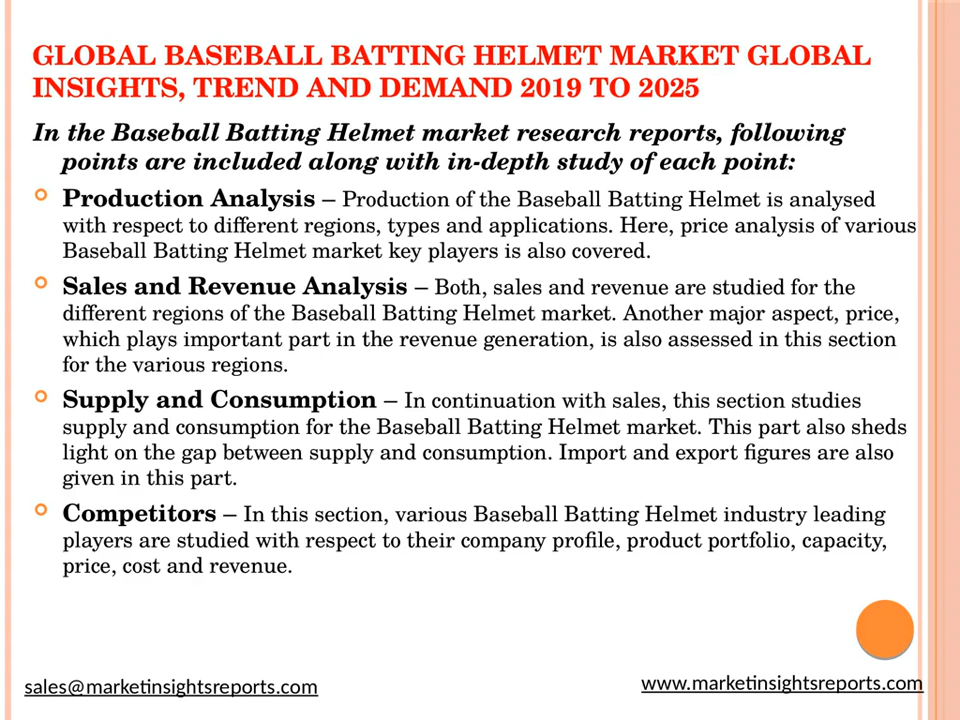 GLOBAL BASEBALL BATTING HELMET MARKET GLOBAL
INSIGHTS, TREND AND DEMAND 2019 TO 2025
In the Baseball Batting Helmet market research reports, following
points are included along with in-depth study of each point:
Production Analysis – Production of the Baseball Batting Helmet is analysed
with respect to different regions, types and applications. Here, price analysis of various
Baseball Batting Helmet market key players is also covered.
Sales and Revenue Analysis – Both, sales and revenue are studied for the
different regions of the Baseball Batting Helmet market. Another major aspect, price,
which plays important part in the revenue generation, is also assessed in this section
for the various regions.
Supply and Consumption – In continuation with sales, this section studies
supply and consumption for the Baseball Batting Helmet market. This part also sheds
light on the gap between supply and consumption. Import and export figures are also
given in this part.
Competitors – In this section, various Baseball Batting Helmet industry leading
players are studied with respect to their company profile, product portfolio, capacity,
price, cost and revenue.
sales@marketinsightsreports.com
www.marketinsightsreports.com